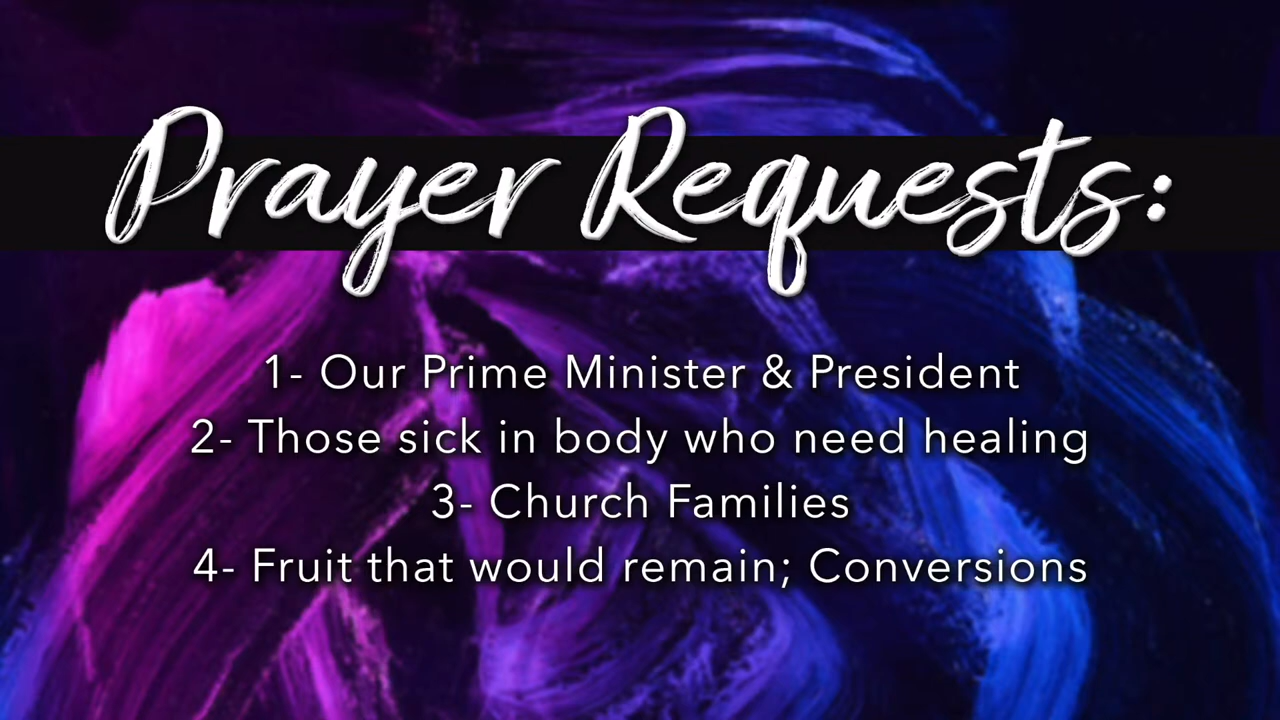 Prayer Requests:
1- Our Prime Minister & President
2- Those sick in body who need healing
3- Church Families
4- Fruit that would remain; Conversions